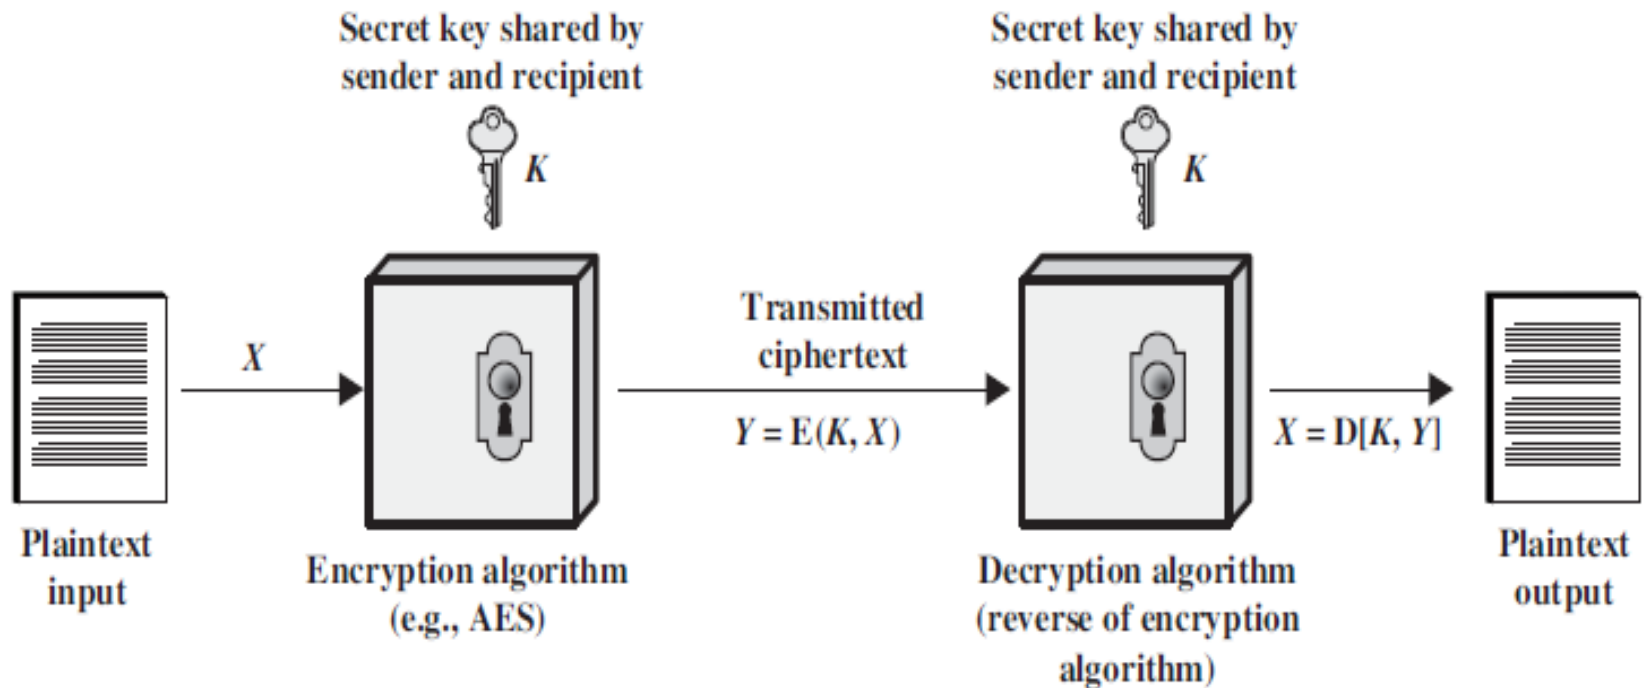 Secret key shared by
sender and recipient
K
Secret key shared by
sender and recipient
K
X
Transmitted
ciphertext
Y = E(K, X)
X = D[K, Y]
Plaintext
input
Encryption algorithm
(e.g., AES)
Decryption algorithm
(reverse of encryption
algorithm)
Plaintext
output